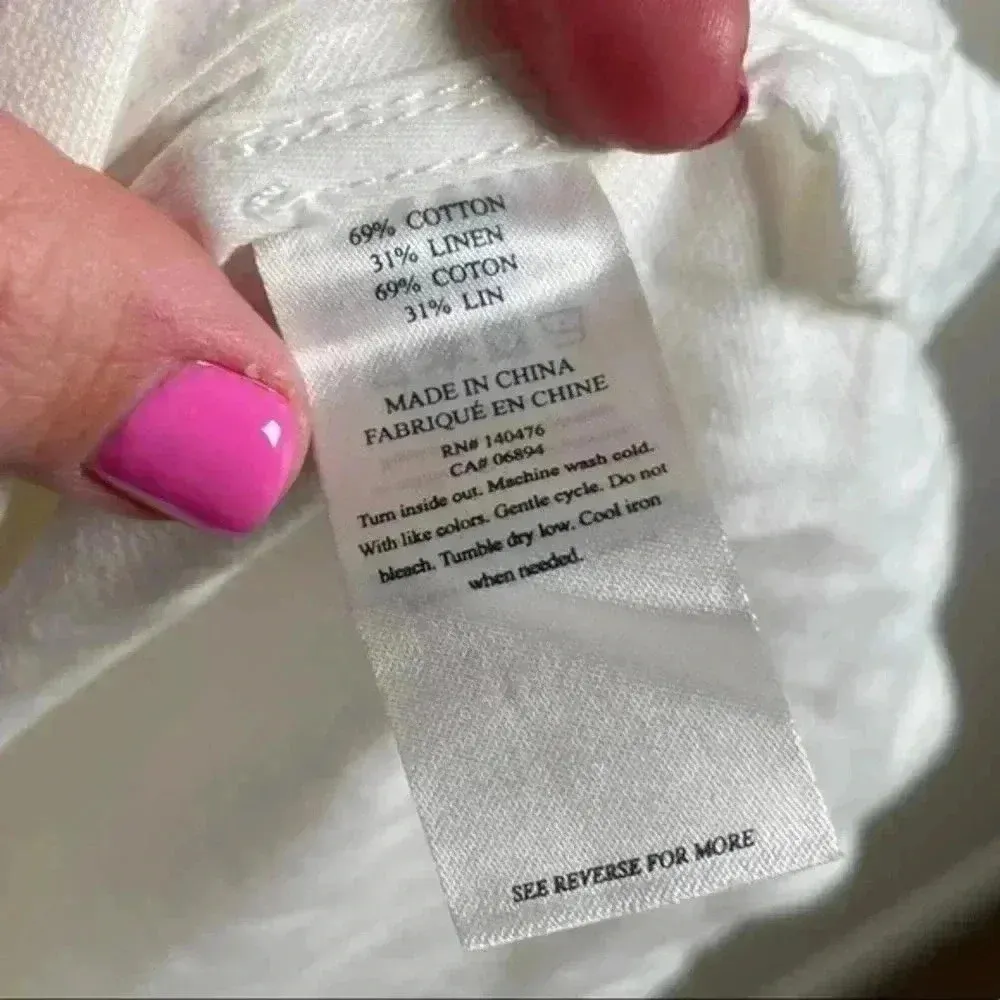 69% COTTON
31% LINEN
69% COTON
31% LIN
MADE IN CHINA
FABRIQUÉ EN CHINE
RN# 140476
CA# 06894
Turn inside out. Machine wash cold.
With like colors. Gentle cycle. Do not
bleach. Tumble dry low. Cool iron
when needed.
SEE REVERSE FOR MORE